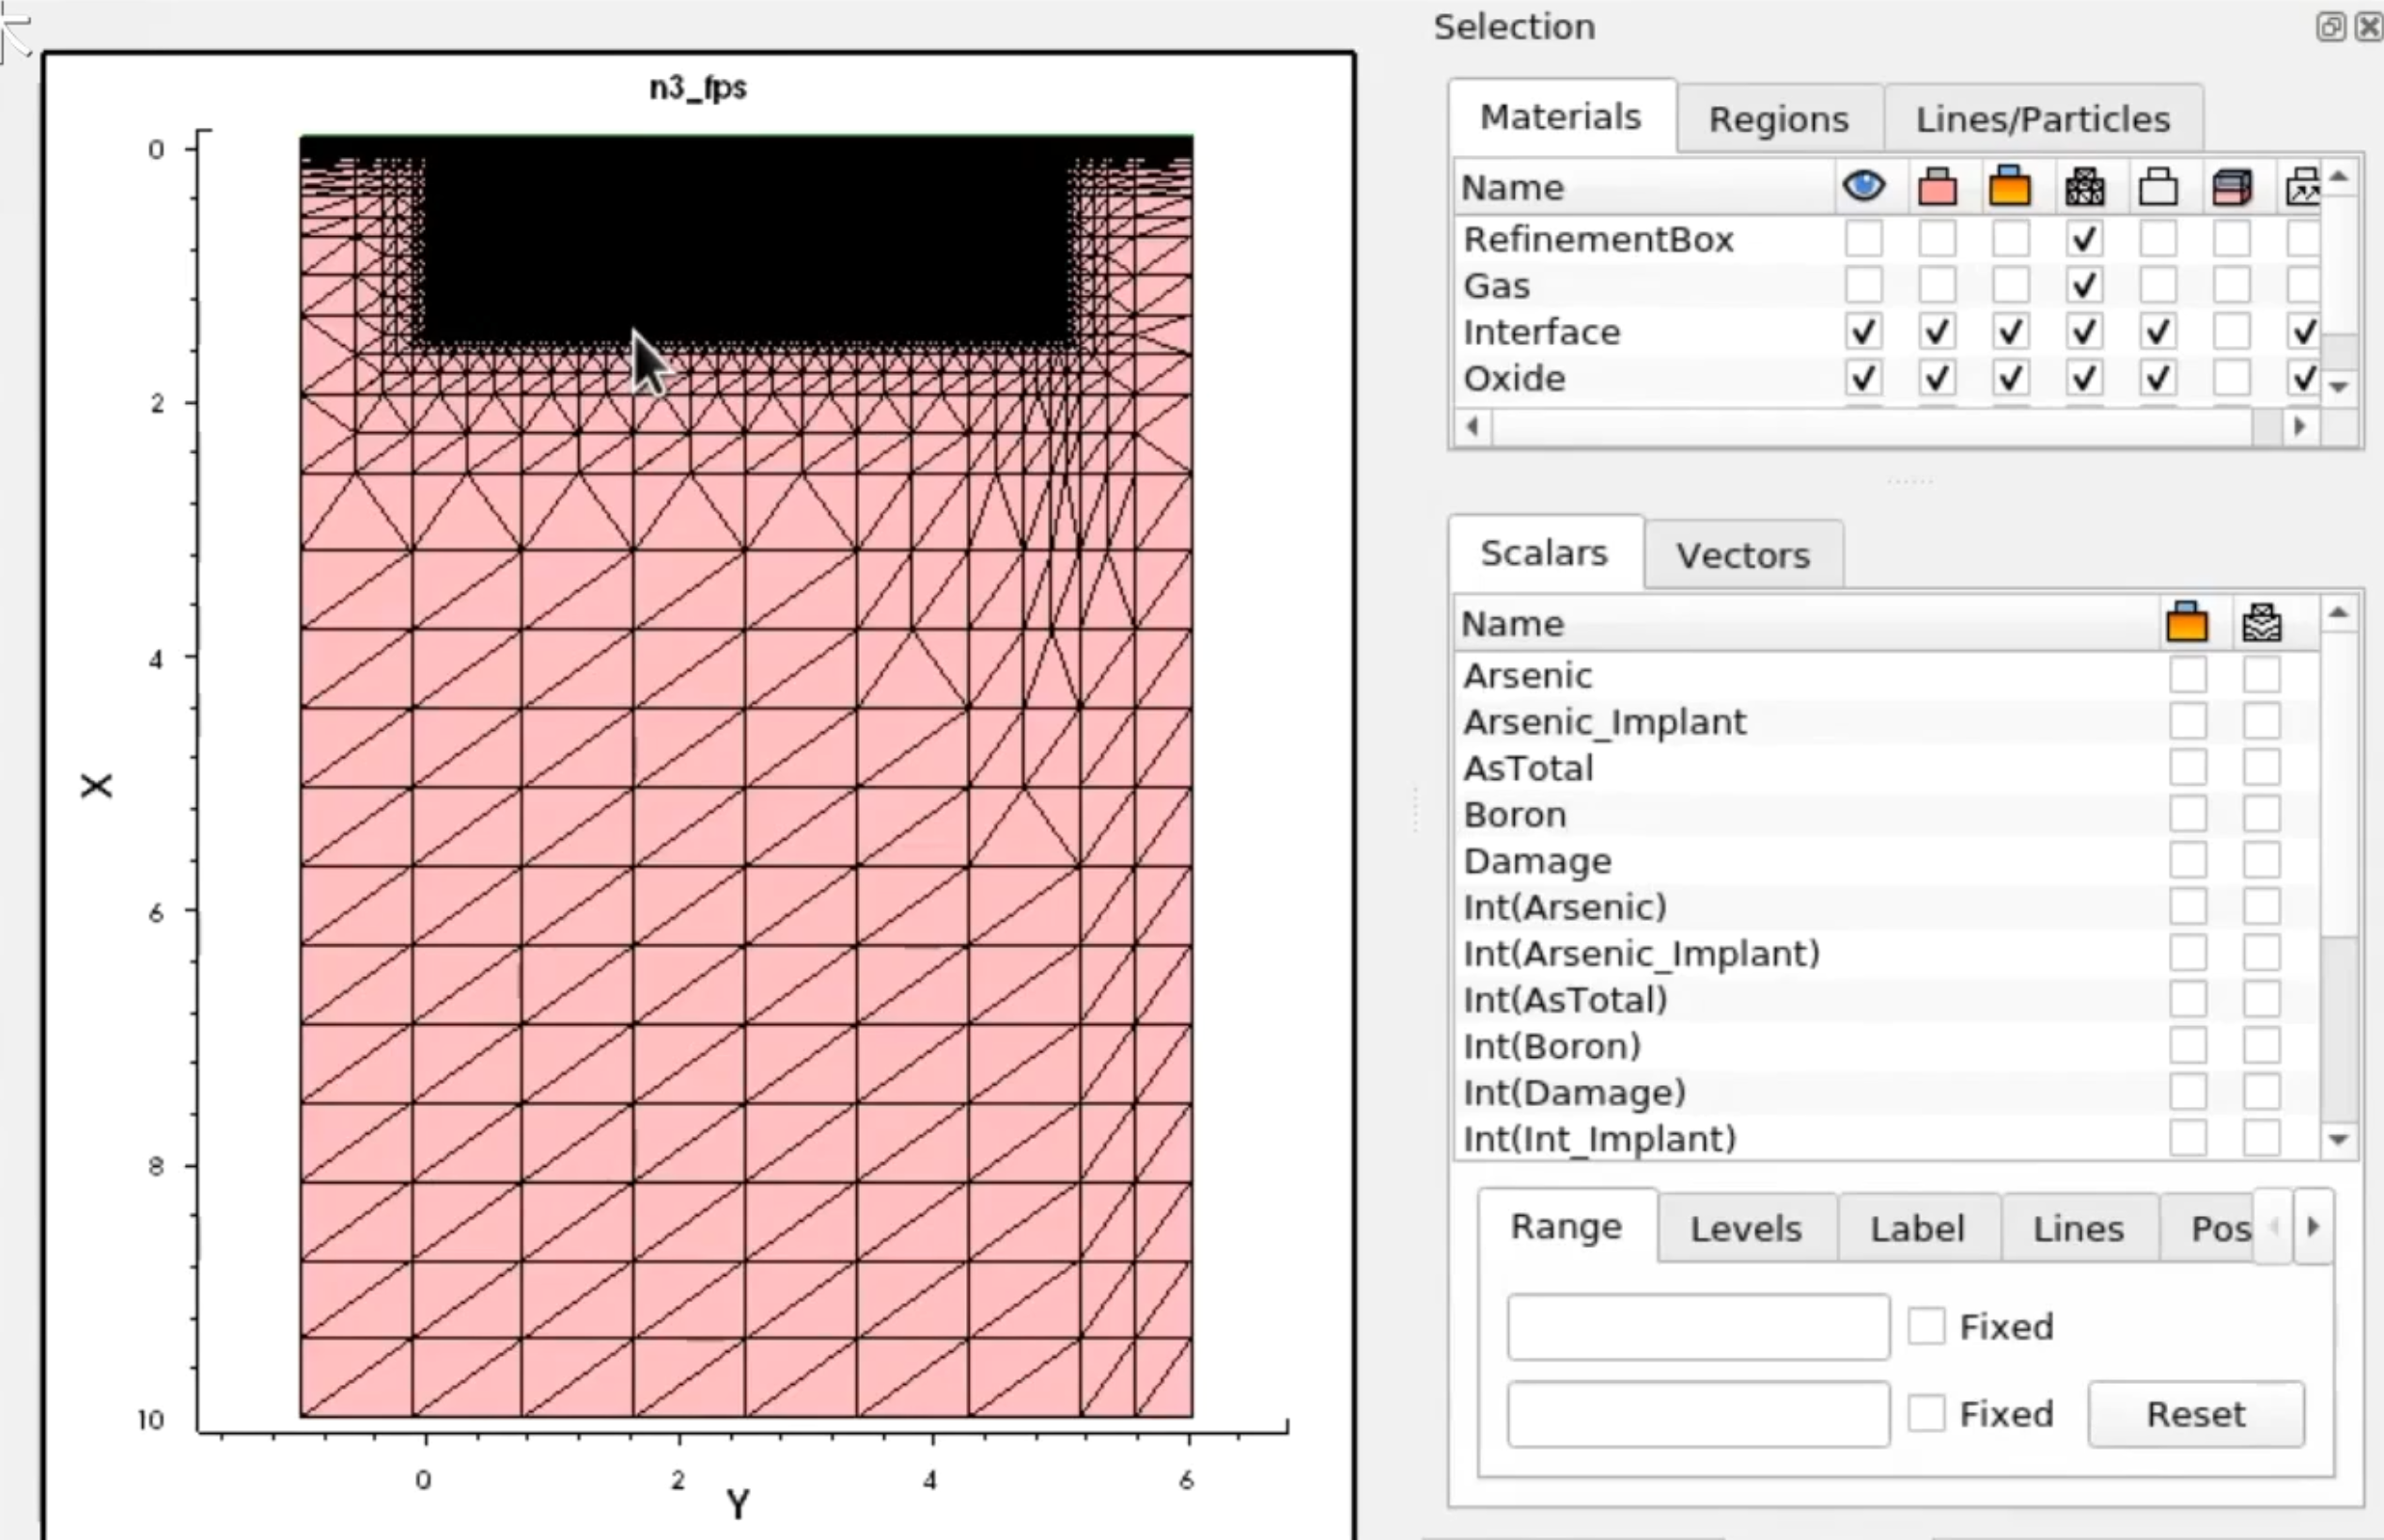 n3_fps
0
2
4
6
8
10
X
0 2 4 6
Y
Selection
Materials Regions Lines/Particles
Name
RefinementBox
Gas
Interface
Oxide
Scalars Vectors
Name
Arsenic
Arsenic_Implant
AsTotal
Boron
Damage
Int(Arsenic)
Int(Arsenic_Implant)
Int(AsTotal)
Int(Boron)
Int(Damage)
Int(Int_Implant)
Range Levels Label Lines Pos
Fixed
Fixed Reset